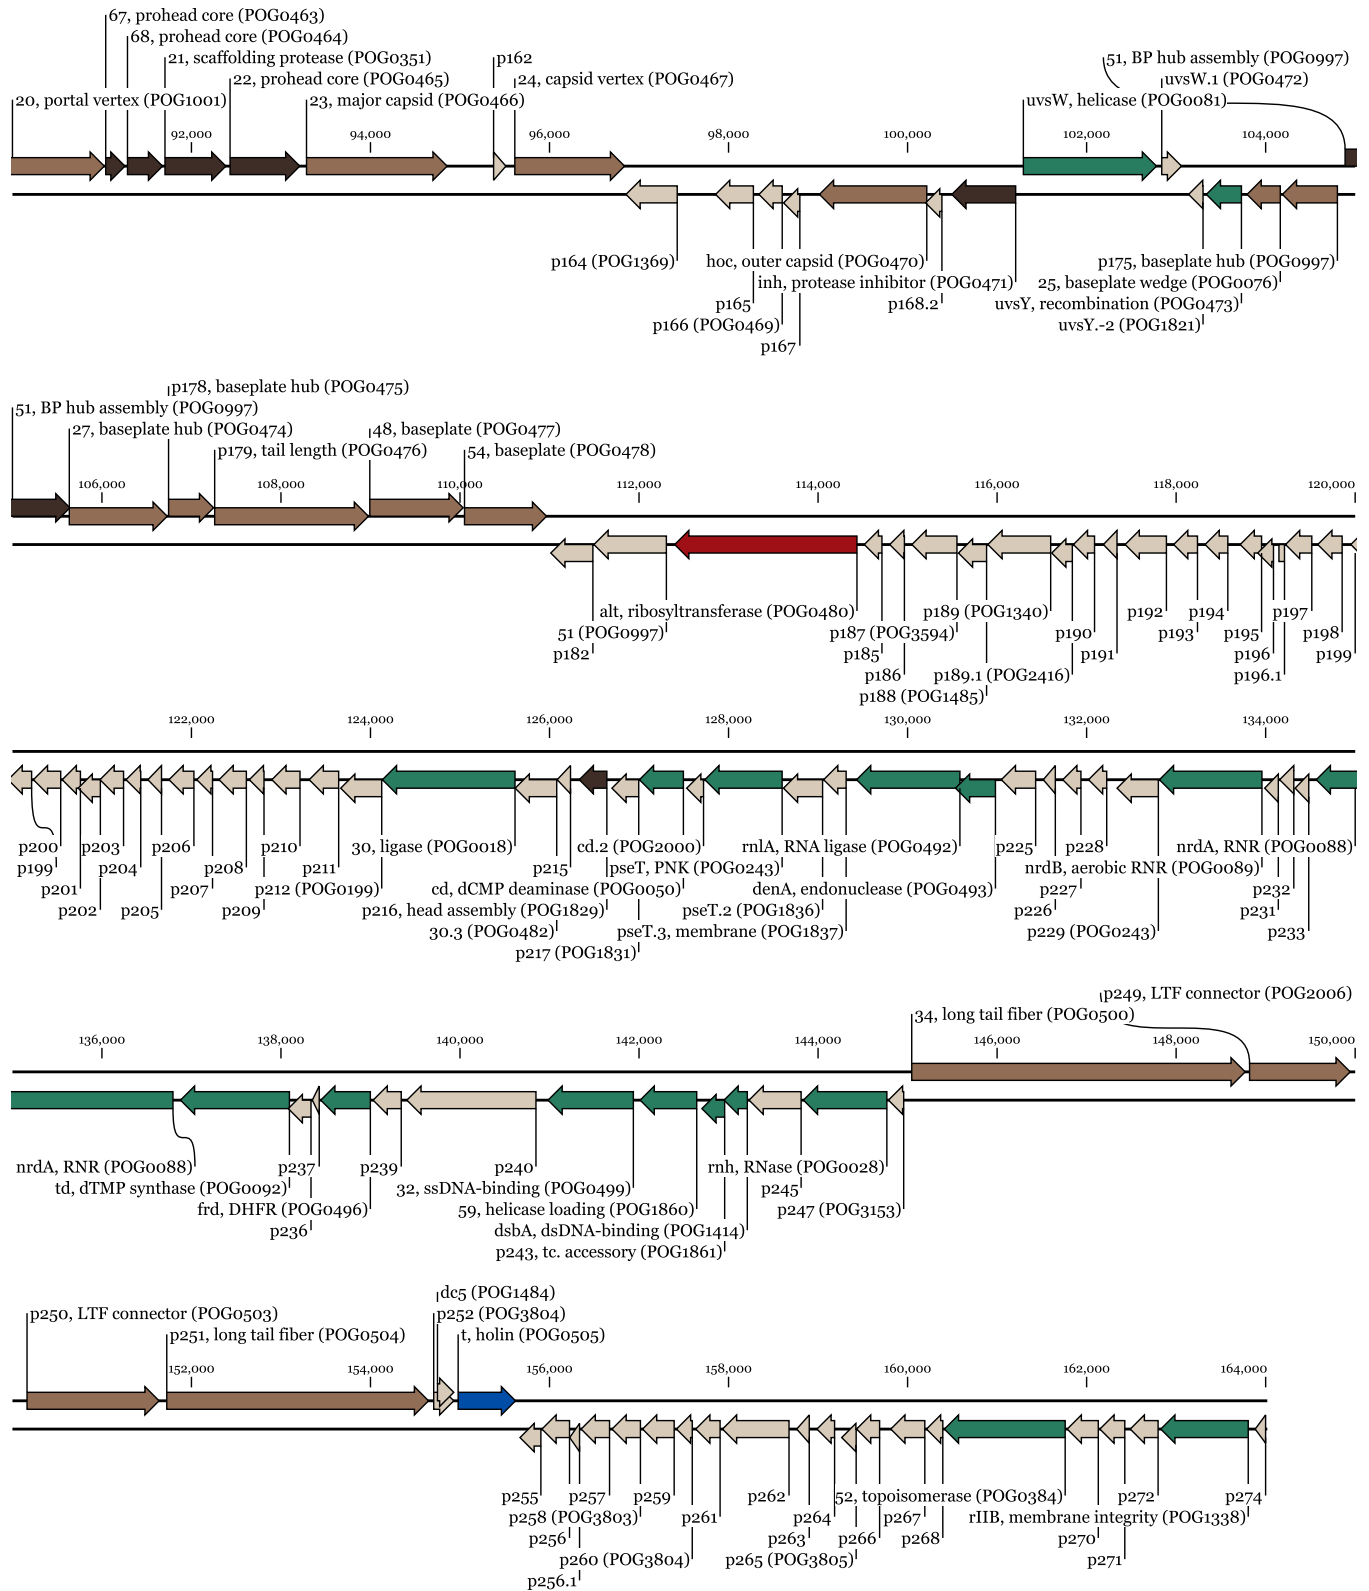 67, prohead core (POG0463)
68, prohead core (POG0464)
21, scaffolding protease (POG0351)
p162
51, BP hub assembly (POG0997)
22, prohead core (POG0465)
24, capsid vertex (POG0467)
uvsW.1 (POG0472)
20, portal vertex (POG1001)
23, major capsid (POG0466)
uvsW, helicase (POG0081)
92,000
94,000
96,000
98,000
100,000
102,000
104,000
p164 (POG1369)
hoc, outer capsid (POG0470)
p175, baseplate hub (POG0997)
inh, protease inhibitor (POG0471)
25, baseplate wedge (POG0076)
p165
p168.2
uvsY, recombination (POG0473)
p166 (POG0469)
uvsY.-2 (POG1821)
p167
p178, baseplate hub (POG0475)
51, BP hub assembly (POG0997)
27, baseplate hub (POG0474)
48, baseplate (POG0477)
p179, tail length (POG0476)
54, baseplate (POG0478)
106,000
108,000
110,000
112,000
114,000
116,000
118,000
120,000
alt, ribosyltransferase (POG0480)
p189 (POG1340)
p192
p194
p197
51 (POG0997)
p187 (POG3594)
p190
p193
p195
p198
p182
p185
p191
p196
p199
p186
p189.1 (POG2416)
p196.1
p188 (POG1485)
122,000
124,000
126,000
128,000
130,000
132,000
134,000
p200
p203
p206
p210
30, ligase (POG0018)
cd.2 (POG2000)
rnlA, RNA ligase (POG0492)
p225
p228
nrdA, RNR (POG0088)
p199
p204
p208
p211
p215
pseT, PNK (POG0243)
nrdB, aerobic RNR (POG0089)
p201
p207
p212 (POG0199)
cd, dCMP deaminase (POG0050)
denA, endonuclease (POG0493)
p227
p232
p202
p205
p209
p216, head assembly (POG1829)
pseT.2 (POG1836)
p226
p231
30.3 (POG0482)
pseT.3, membrane (POG1837)
p229 (POG0243)
p233
p217 (POG1831)
p249, LTF connector (POG2006)
34, long tail fiber (POG0500)
136,000
138,000
140,000
142,000
144,000
146,000
148,000
150,000
nrdA, RNR (POG0088)
p237
p239
p240
rnh, RNase (POG0028)
td, dTMP synthase (POG0092)
32, ssDNA-binding (POG0499)
p245
frd, DHFR (POG0496)
59, helicase loading (POG1860)
p247 (POG3153)
p236
dsbA, dsDNA-binding (POG1414)
p243, tc. accessory (POG1861)
dc5 (POG1484)
p250, LTF connector (POG0503)
p252 (POG3804)
p251, long tail fiber (POG0504)
t, holin (POG0505)
152,000
154,000
156,000
158,000
160,000
162,000
164,000
p255
p257
p259
p262
52, topoisomerase (POG0384)
p272
p274
p258 (POG3803)
p261
p264
p267
rIIB, membrane integrity (POG1338)
p256
p263
p266
p268
p270
p260 (POG3804)
p265 (POG3805)
p271
p256.1